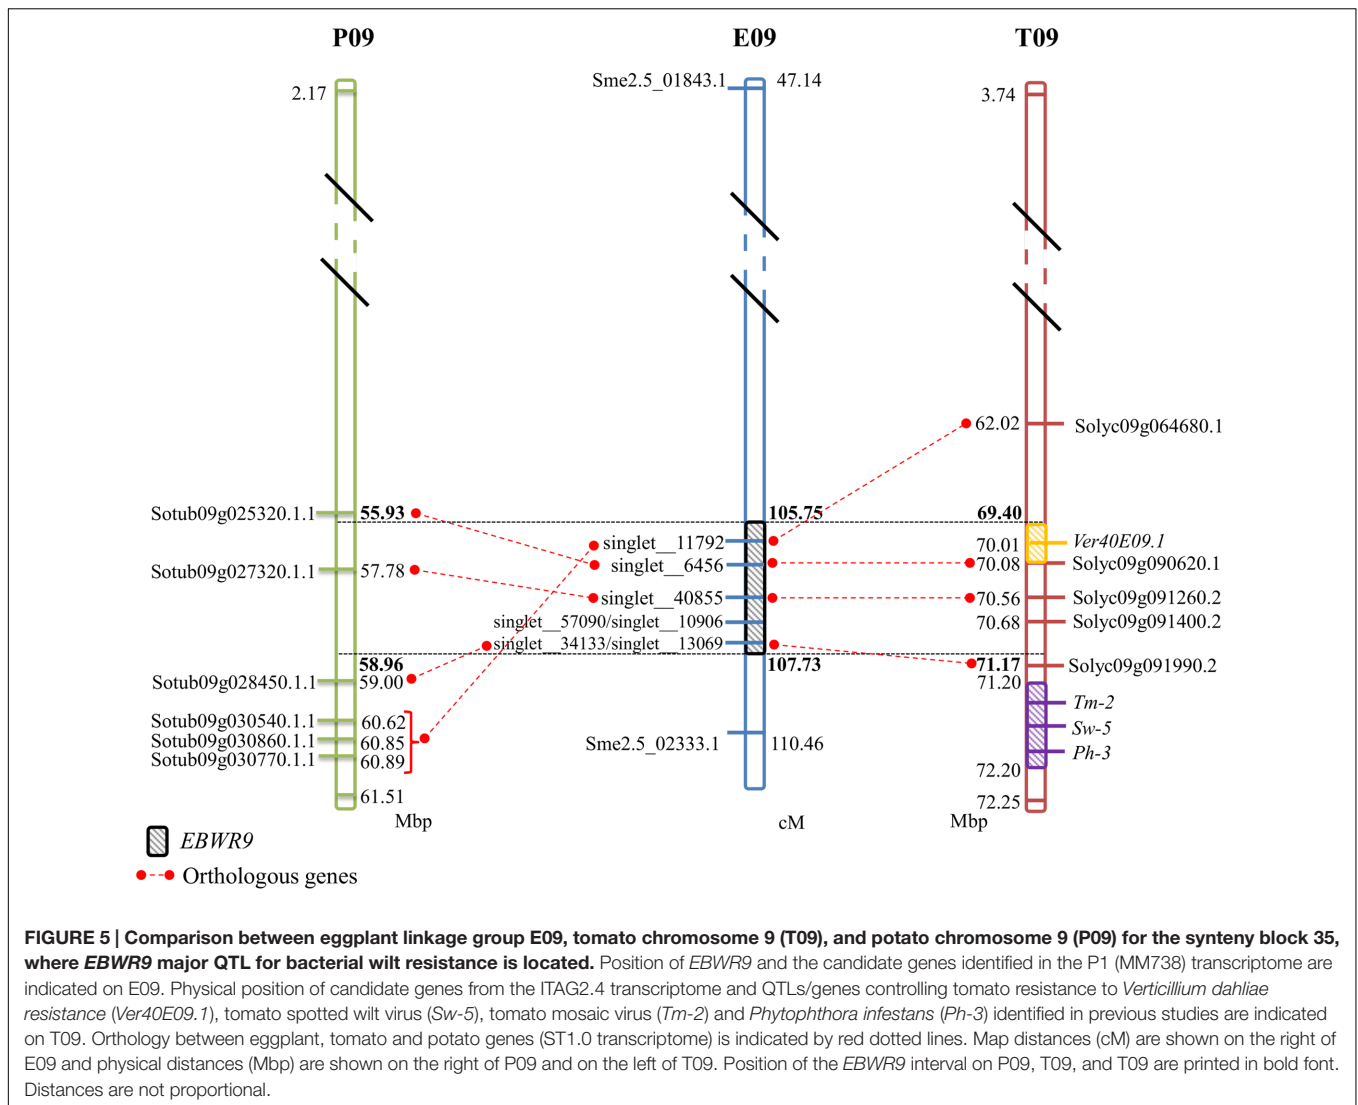 P09
E09
T09
2.17
Sme2.5_01843.1
47.14
3.74
62.02
Solyc09g064680.1
Sotub09g025320.1.1
55.93
105.75
69.40
singlet__11792
70.01
Ver40E09.1
Sotub09g027320.1.1
57.78
singlet__6456
70.08
Solyc09g090620.1
singlet__40855
70.56
Solyc09g091260.2
singlet__57090/singlet__10906
70.68
Solyc09g091400.2
singlet__34133/singlet__13069
58.96
107.73
71.17
Solyc09g091990.2
Sotub09g028450.1.1
59.00
71.20
Tm-2
Sotub09g030540.1.1
60.62
Sw-5
Sotub09g030860.1.1
60.85
Sme2.5_02333.1
110.46
Ph-3
Sotub09g030770.1.1
60.89
72.20
61.51
72.25
Mbp
cM
Mbp
EBWR9
Orthologous genes
FIGURE 5 | Comparison between eggplant linkage group E09, tomato chromosome 9 (T09), and potato chromosome 9 (P09) for the synteny block 35,
where EBWR9 major QTL for bacterial wilt resistance is located. Position of EBWR9 and the candidate genes identified in the P1 (MM738) transcriptome are
indicated on E09. Physical position of candidate genes from the ITAG2.4 transcriptome and QTLs/genes controlling tomato resistance to Verticillium dahliae
resistance (Ver40E09.1), tomato spotted wilt virus (Sw-5), tomato mosaic virus (Tm-2) and Phytophthora infestans (Ph-3) identified in previous studies are indicated
on T09. Orthology between eggplant, tomato and potato genes (ST1.0 transcriptome) is indicated by red dotted lines. Map distances (cM) are shown on the right of
E09 and physical distances (Mbp) are shown on the right of P09 and on the left of T09. Position of the EBWR9 interval on P09, T09, and T09 are printed in bold font.
Distances are not proportional.